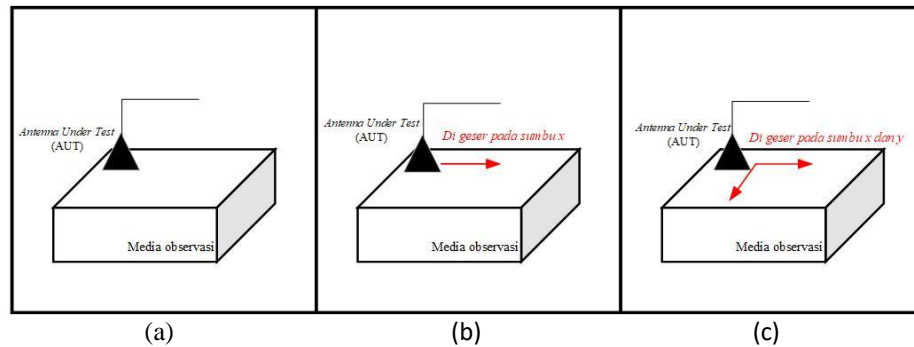 Antenna Under Test
(AUT)
Media observasi
(a)
Antenna Under Test
(AUT)
Di geser pada sumbu x
Media observasi
(b)
Antenna Under Test
(AUT)
Di geser pada sumbu x dan y
Media observasi
(c)